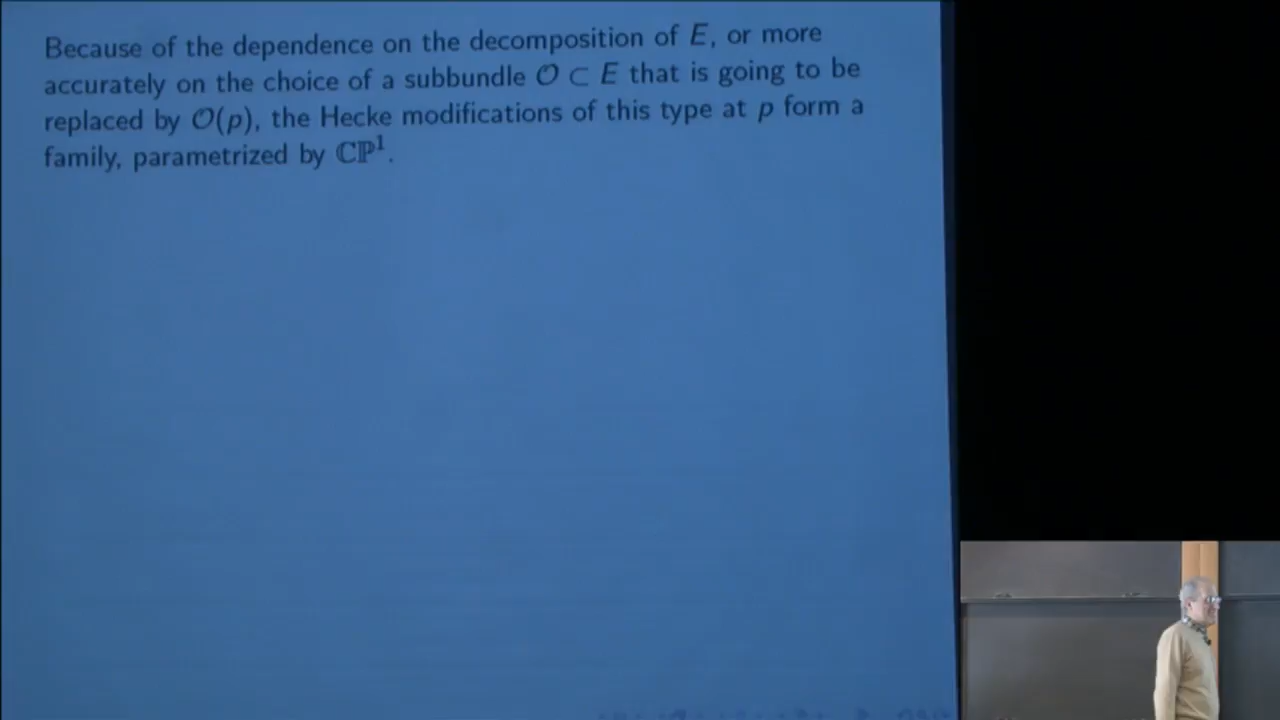 Because of the dependence on the decomposition of E, or more
accurately on the choice of a subbundle 𝒪 ⊂ E that is going to be
replaced by 𝒪(p), the Hecke modifications of this type at p form a
family, parametrized by ℂℙ¹.